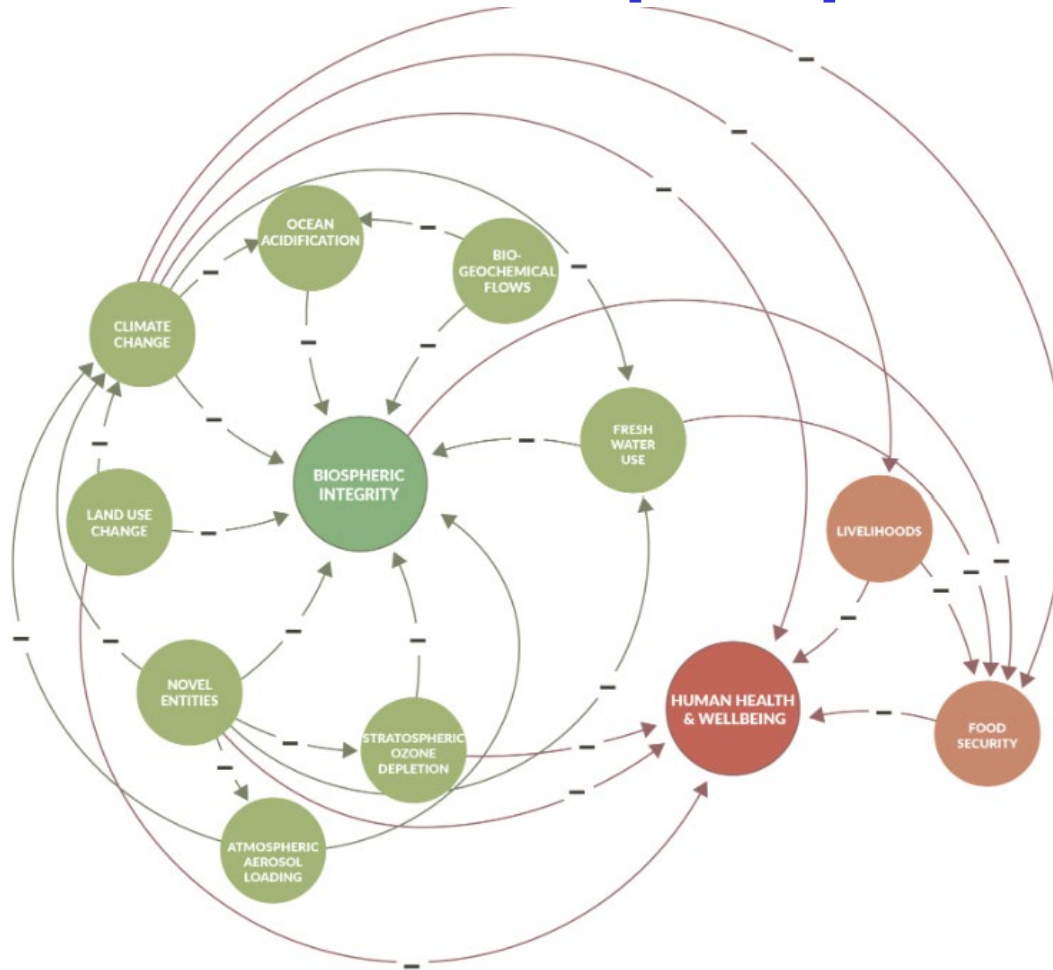 OCEAN
ACIDIFICATION
BIO-
GEOCHEMICAL
FLOWS
CLIMATE
CHANGE
FRESH
WATER
USE
BIOSPHERIC
INTEGRITY
LAND USE
CHANGE
LIVELIHOODS
NOVEL
ENTITIES
STRATOSPHERIC
OZONE
DEPLETION
HUMAN HEALTH
& WELLBEING
FOOD
SECURITY
ATMOSPHERIC
AEROSOL
LOADING